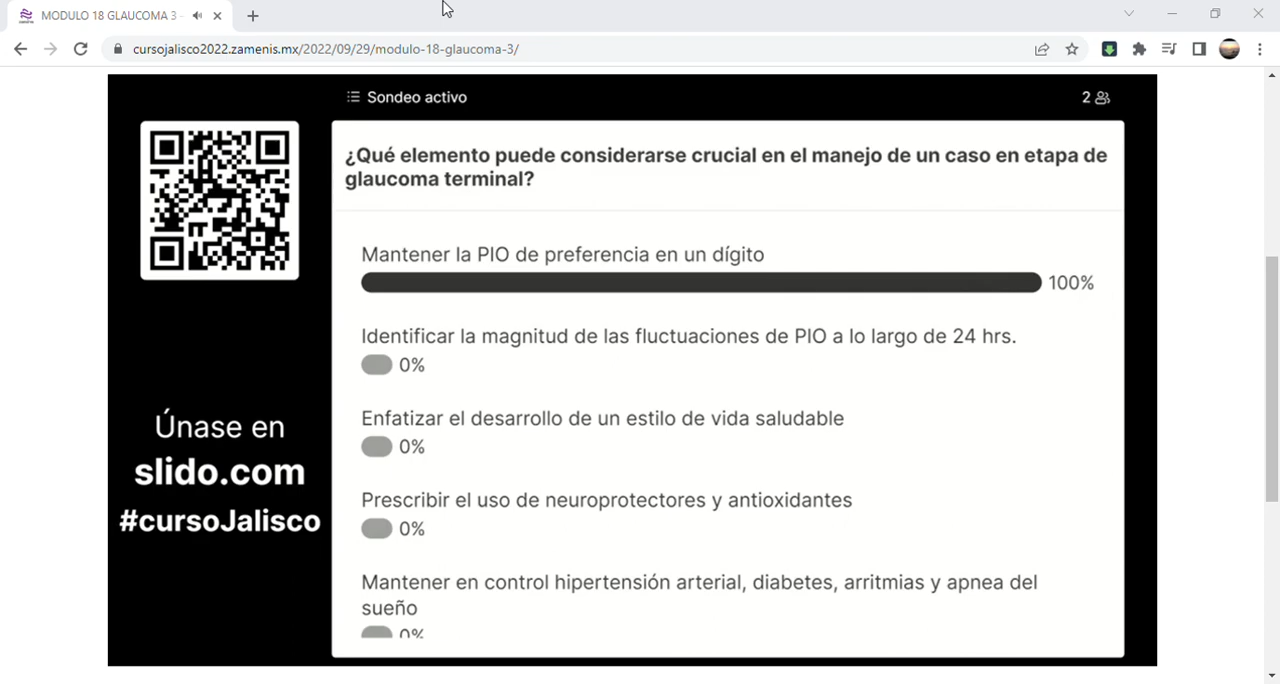 MODULO 18 GLAUCOMA 3 -
cursojalisco2022.zamenis.mx/2022/09/29/modulo-18-glaucoma-3/
Sondeo activo
2
¿Qué elemento puede considerarse crucial en el manejo de un caso en etapa de
glaucoma terminal?
Mantener la PIO de preferencia en un dígito
100%
Identificar la magnitud de las fluctuaciones de PIO a lo largo de 24 hrs.
0%
Enfatizar el desarrollo de un estilo de vida saludable
0%
Prescribir el uso de neuroprotectores y antioxidantes
0%
Mantener en control hipertensión arterial, diabetes, arritmias y apnea del
sueño
0%
Únase en
slido.com
#cursoJalisco